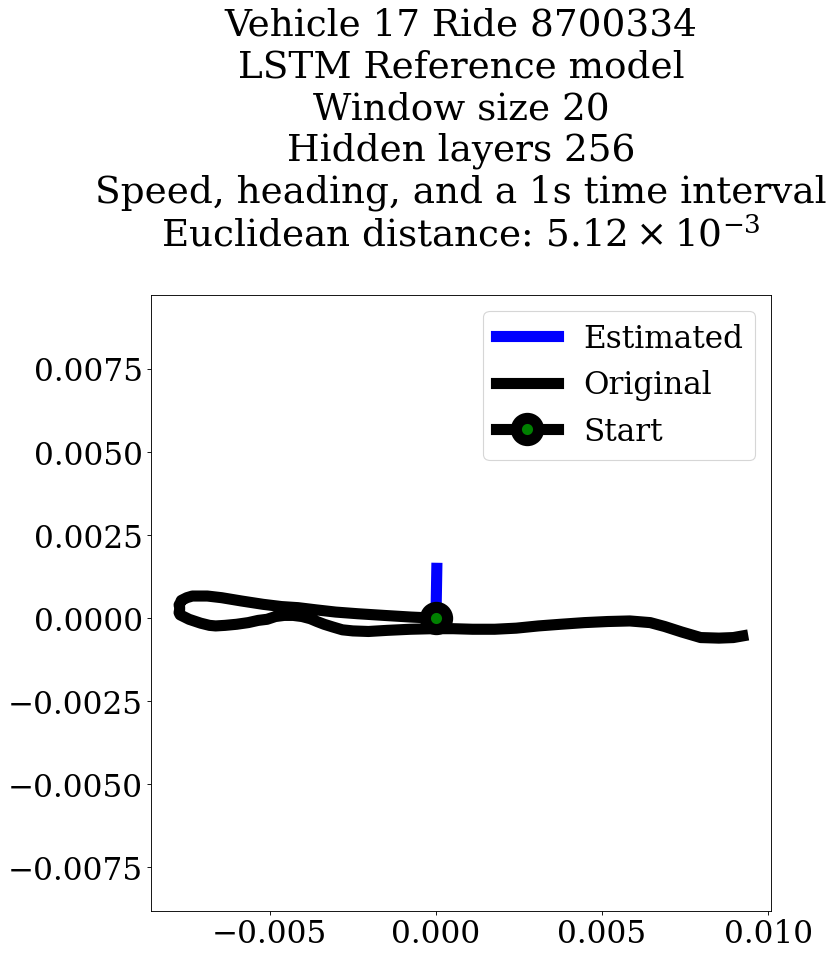 Vehicle 17 Ride 8700334
LSTM Reference model
Window size 20
Hidden layers 256
Speed, heading, and a 1s time interval
Euclidean distance: 5.12 × 10⁻³
Estimated
Original
Start
0.0075
0.0050
0.0025
0.0000
−0.0025
−0.0050
−0.0075
−0.005 0.000 0.005 0.010